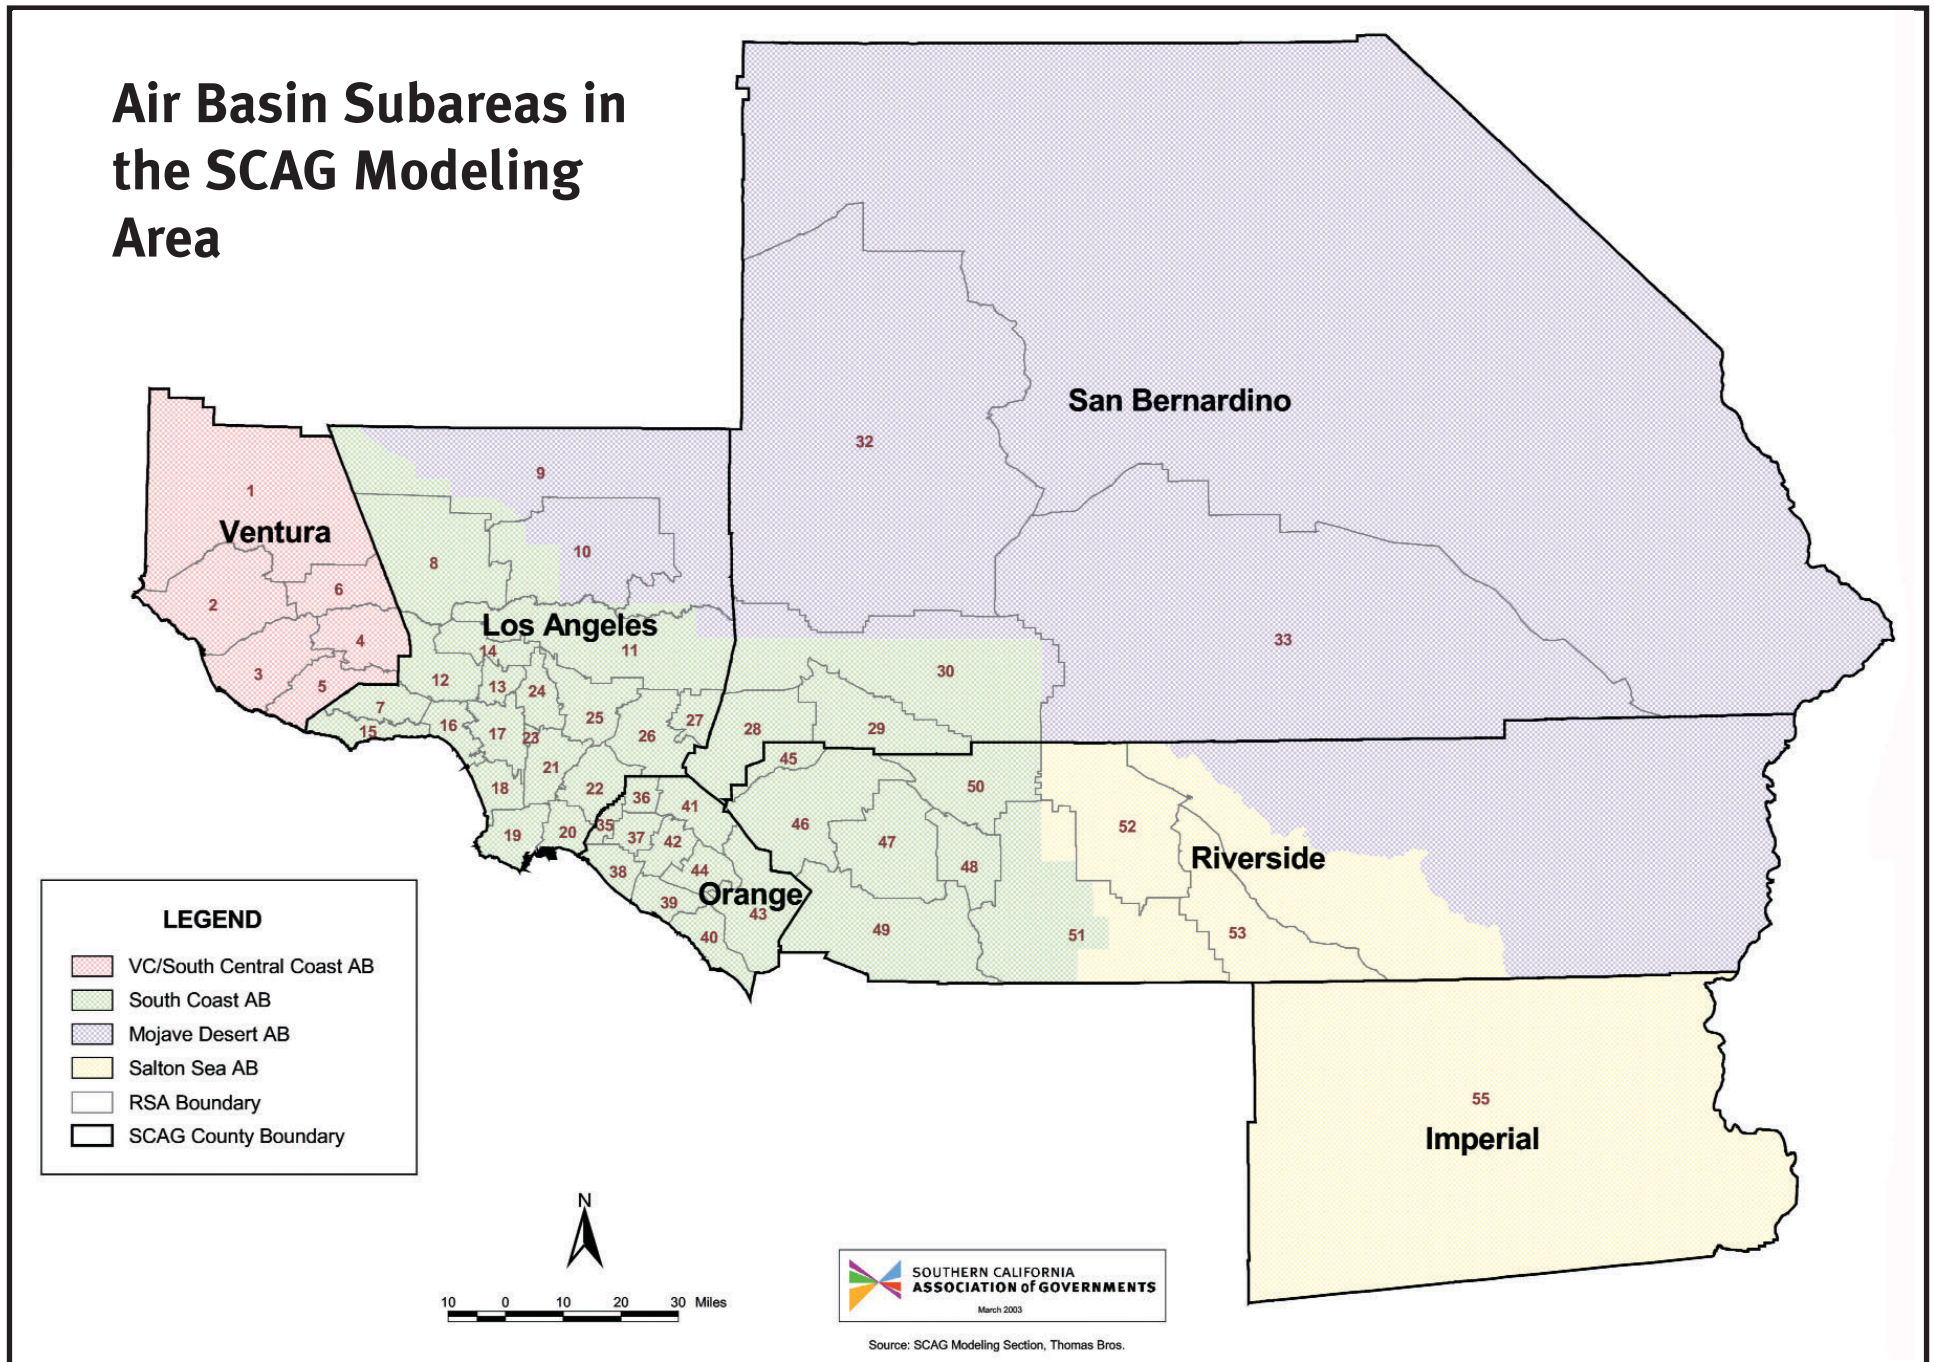 Air Basin Subareas in
the SCAG Modeling
Area
San Bernardino
32
9
1
Ventura
10
8
6
2
Los Angeles
4
14
11
33
3
5
12
13
24
30
7
15
16
17
23
25
26
27
28
29
45
21
18
22
36
41
50
19
20
35
37
42
46
47
52
Riverside
38
44
48
39
Orange
43
40
49
51
53
55
Imperial
LEGEND
VC/South Central Coast AB
South Coast AB
Mojave Desert AB
Salton Sea AB
RSA Boundary
SCAG County Boundary
N
10 0 10 20 30 Miles
SOUTHERN CALIFORNIA
ASSOCIATION of GOVERNMENTS
March 2003
Source: SCAG Modeling Section, Thomas Bros.